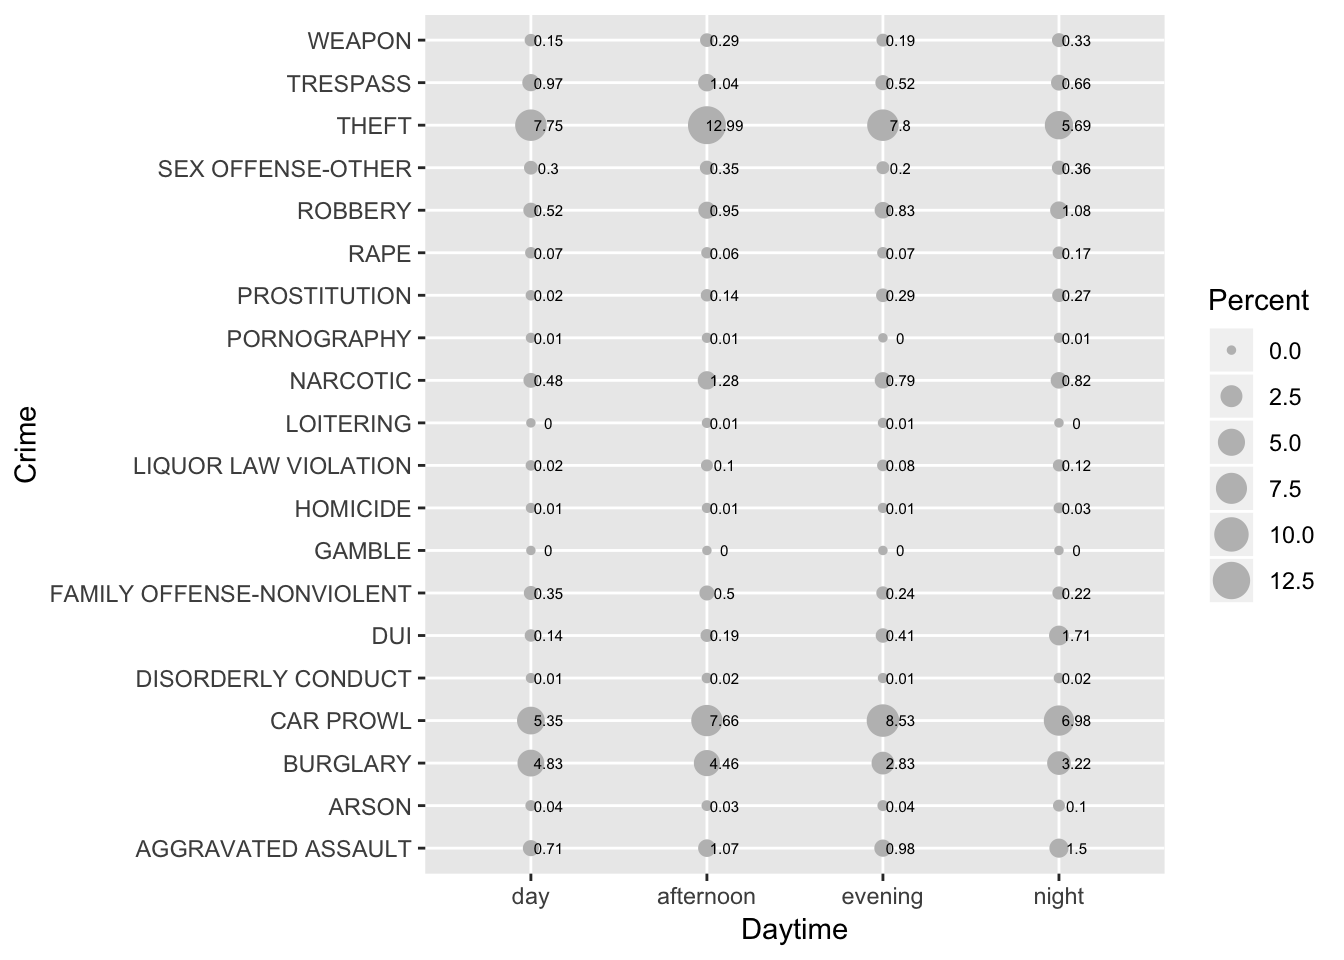 WEAPON 0.15 0.29 0.19 0.33
TRESPASS 0.97 1.04 0.52 0.66
THEFT 7.75 12.99 7.8 5.69
SEX OFFENSE-OTHER 0.3 0.35 0.2 0.36
ROBBERY 0.52 0.95 0.83 1.08
RAPE 0.07 0.06 0.07 0.17
PROSTITUTION 0.02 0.14 0.29 0.27
PORNOGRAPHY 0.01 0.01 0 0.01
NARCOTIC 0.48 1.28 0.79 0.82
LOITERING 0 0.01 0.01 0
LIQUOR LAW VIOLATION 0.02 0.1 0.08 0.12
HOMICIDE 0.01 0.01 0.01 0.03
GAMBLE 0 0 0 0
FAMILY OFFENSE-NONVIOLENT 0.35 0.5 0.24 0.22
DUI 0.14 0.19 0.41 1.71
DISORDERLY CONDUCT 0.01 0.02 0.01 0.02
CAR PROWL 5.35 7.66 8.53 6.98
BURGLARY 4.83 4.46 2.83 3.22
ARSON 0.04 0.03 0.04 0.1
AGGRAVATED ASSAULT 0.71 1.07 0.98 1.5
day afternoon evening night
Daytime
Crime
Percent
0.0
2.5
5.0
7.5
10.0
12.5